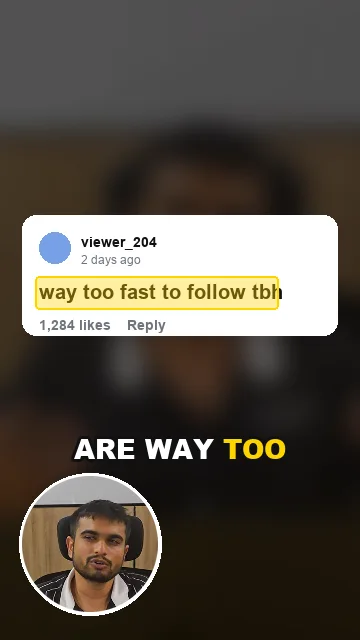 viewer_204
2 days ago
way too fast to follow tbh
1,284 likes Reply
ARE WAY TOO